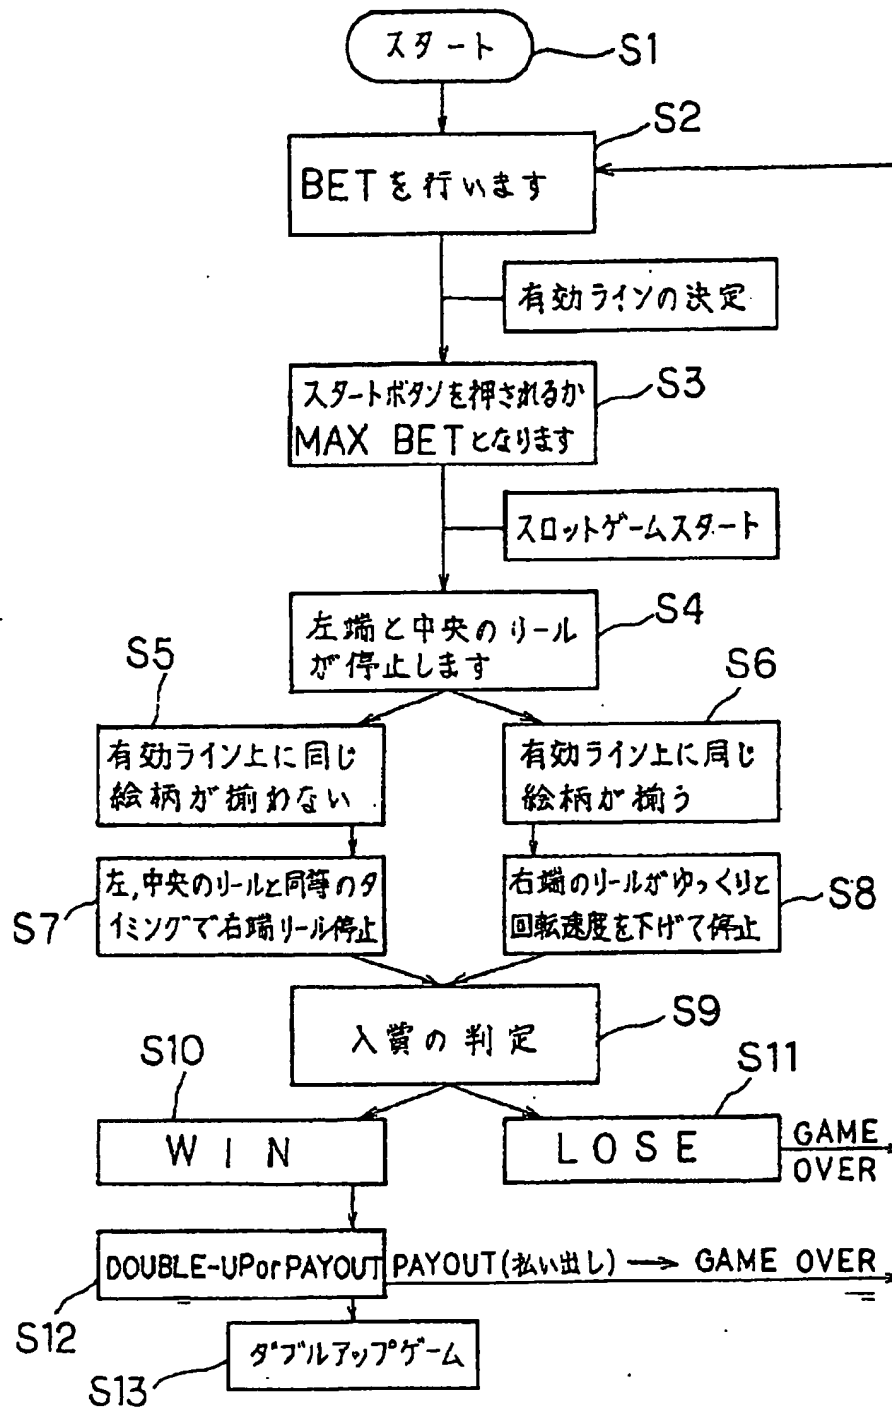 スタート
S1
S2
BETを行います
有効ラインの決定
S3
スタートボタンを押されるか
MAX BETとなります
スロットゲームスタート
S4
左端と中央のリール
が停止します
S5
S6
有効ライン上に同じ
絵柄が揃わない
有効ライン上に同じ
絵柄が揃う
S7
左,中央のリールと同等のタ
イミングで右端リール停止
右端のリールがゆっくりと
回転速度を下げて停止
S8
S9
入賞の判定
S10
S11
WIN
LOSE
GAME
OVER
DOUBLE-UPorPAYOUT
PAYOUT(払い出し) → GAME OVER
S12
ダブルアップゲーム
S13